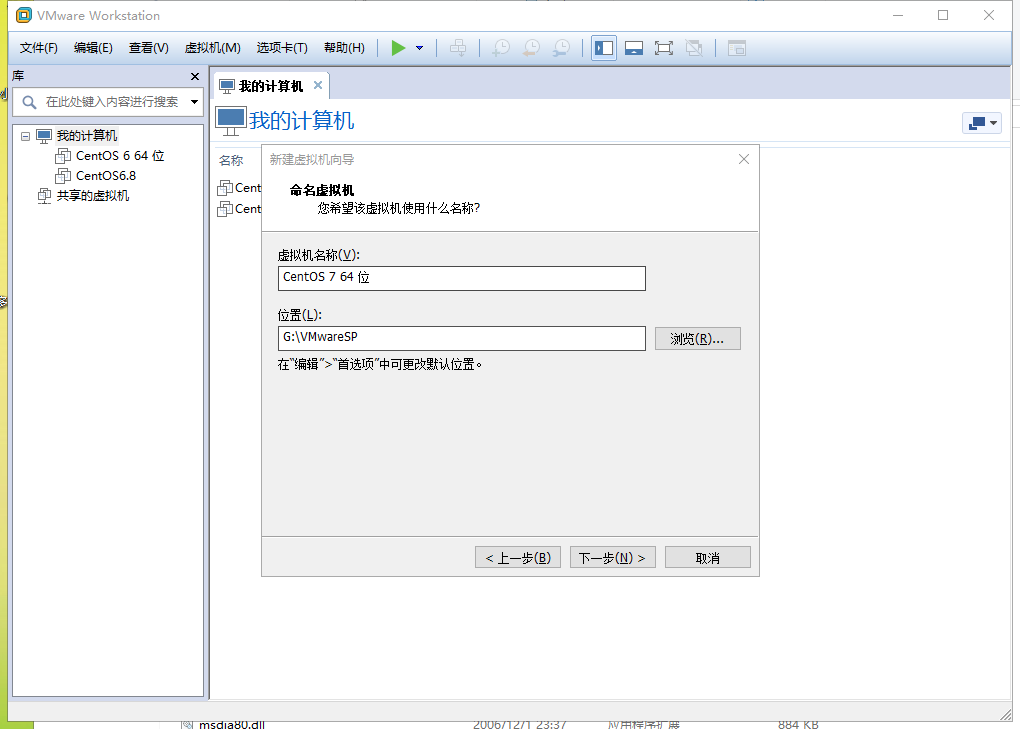 VMware Workstation
文件(F) 编辑(E) 查看(V) 虚拟机(M) 选项卡(T) 帮助(H)
库
在此处键入内容进行搜索
我的计算机
CentOS 6 64 位
CentOS6.8
共享的虚拟机
我的计算机
我的计算机
名称
Cent
Cent
新建虚拟机向导
命名虚拟机
您希望该虚拟机使用什么名称?
虚拟机名称(V):
CentOS 7 64 位
位置(L):
G:\VMwareSP
浏览(R)...
在“编辑”>“首选项”中可更改默认位置。
< 上一步(B) 下一步(N) > 取消
msdia80.dll 2006/12/1 23:37 应用程序扩展 884 KB